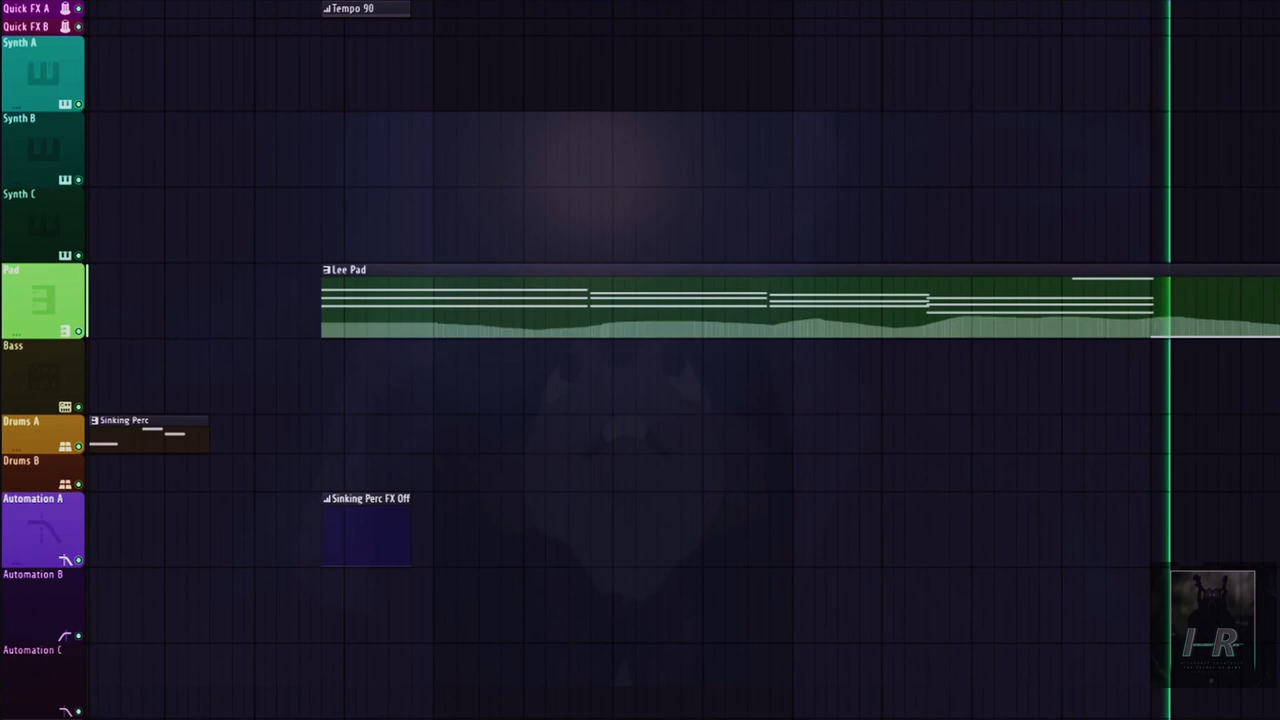 Quick FX A
Tempo 90
Quick FX B
Synth A
Synth B
Synth C
Pad
Lee Pad
Bass
Drums A
Sinking Perc
Drums B
Automation A
Sinking Perc FX Off
Automation B
I-R
Automation C